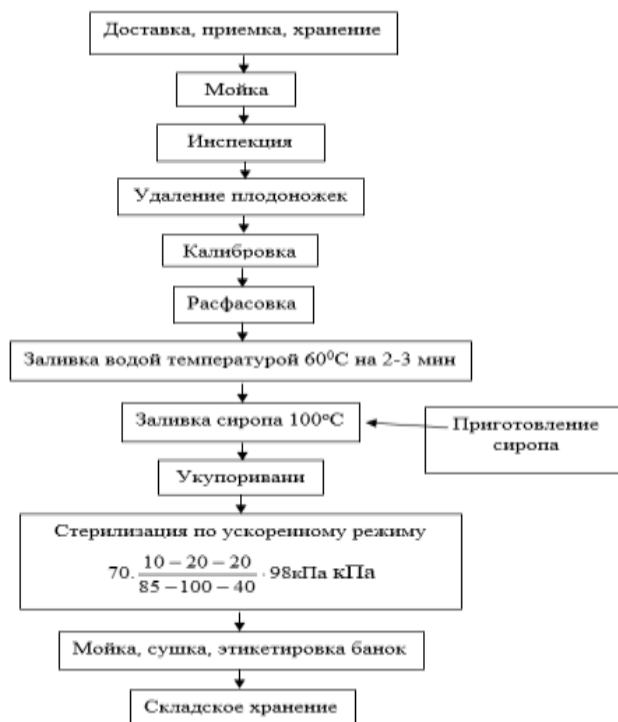 Доставка, приемка, хранение
Мойка
Инспекция
Удаление плодоножек
Калибровка
Расфасовка
Заливка водой температурой 60⁰С на 2-3 мин
Заливка сиропа 100°С
Приготовление
сиропа
Укупоривани
Стерилизация по ускоренному режиму
70. (10 – 20 – 20)/(85 – 100 – 40) · 98кПа кПа
Мойка, сушка, этикетировка банок
Складское хранение